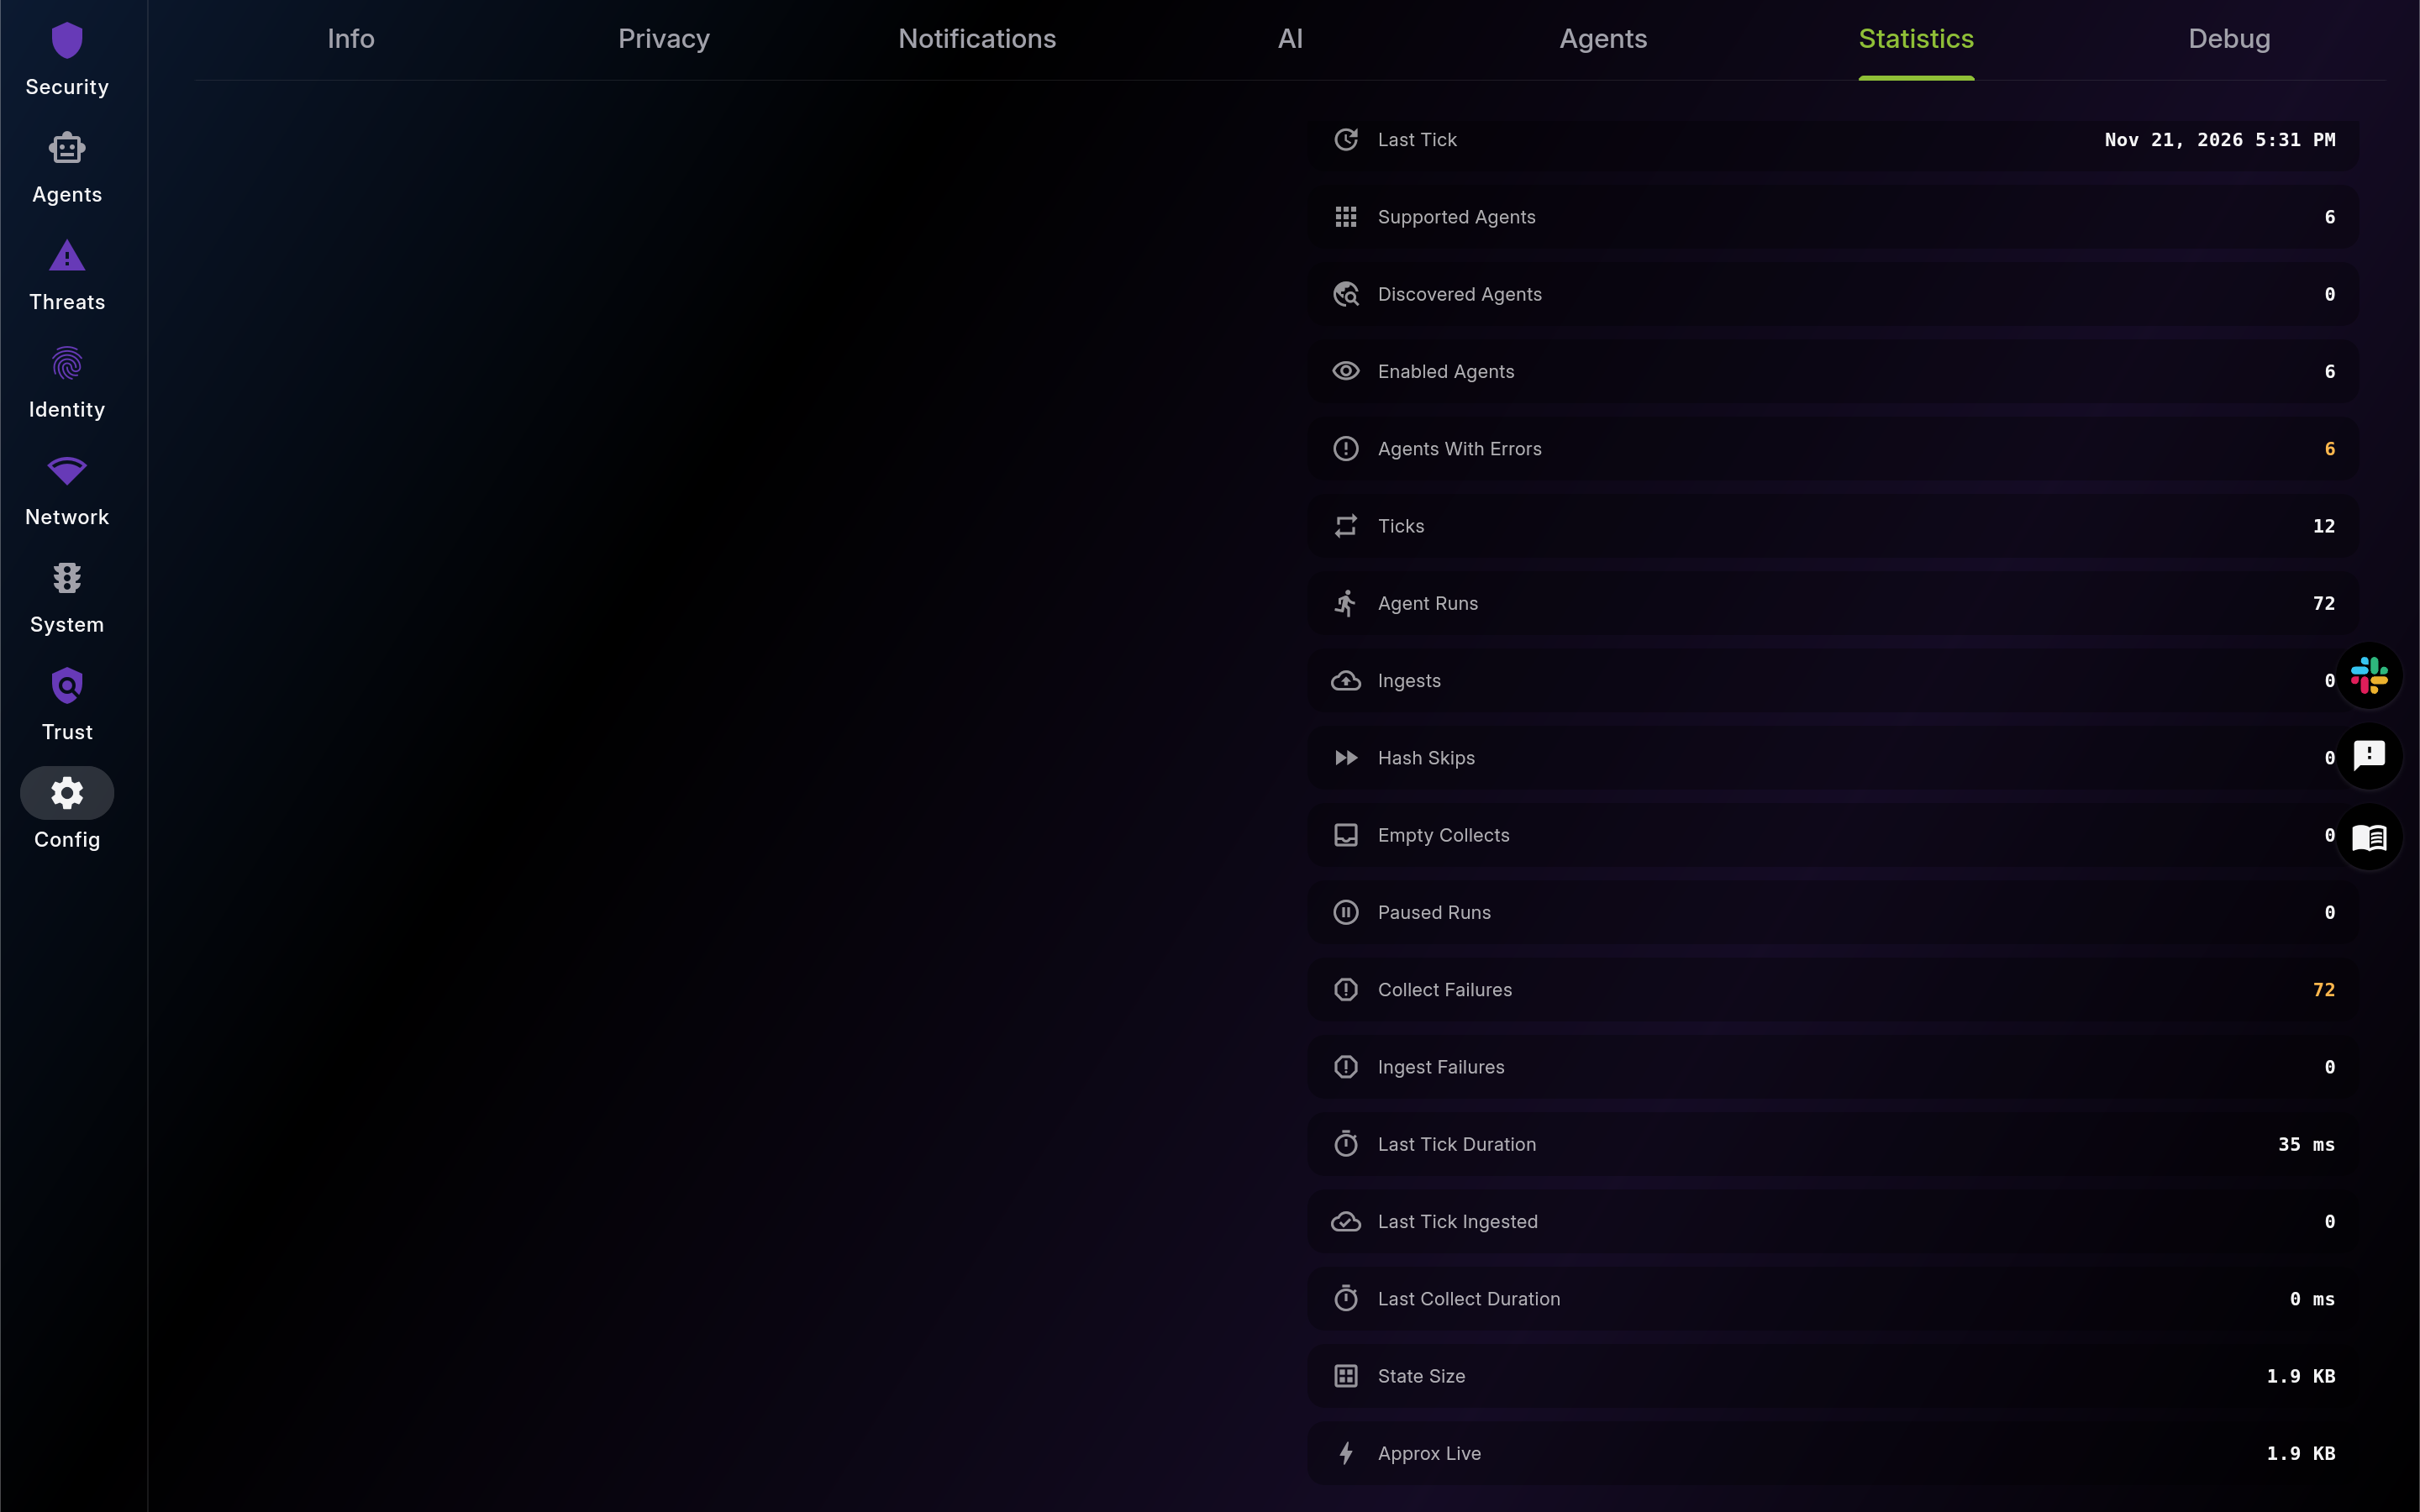 Info Privacy Notifications AI Agents Statistics Debug
Security
Agents
Threats
Identity
Network
System
Trust
Config
Last Tick Nov 21, 2026 5:31 PM
Supported Agents 6
Discovered Agents 0
Enabled Agents 6
Agents With Errors 6
Ticks 12
Agent Runs 72
Ingests 0
Hash Skips 0
Empty Collects 0
Paused Runs 0
Collect Failures 72
Ingest Failures 0
Last Tick Duration 35 ms
Last Tick Ingested 0
Last Collect Duration 0 ms
State Size 1.9 KB
Approx Live 1.9 KB